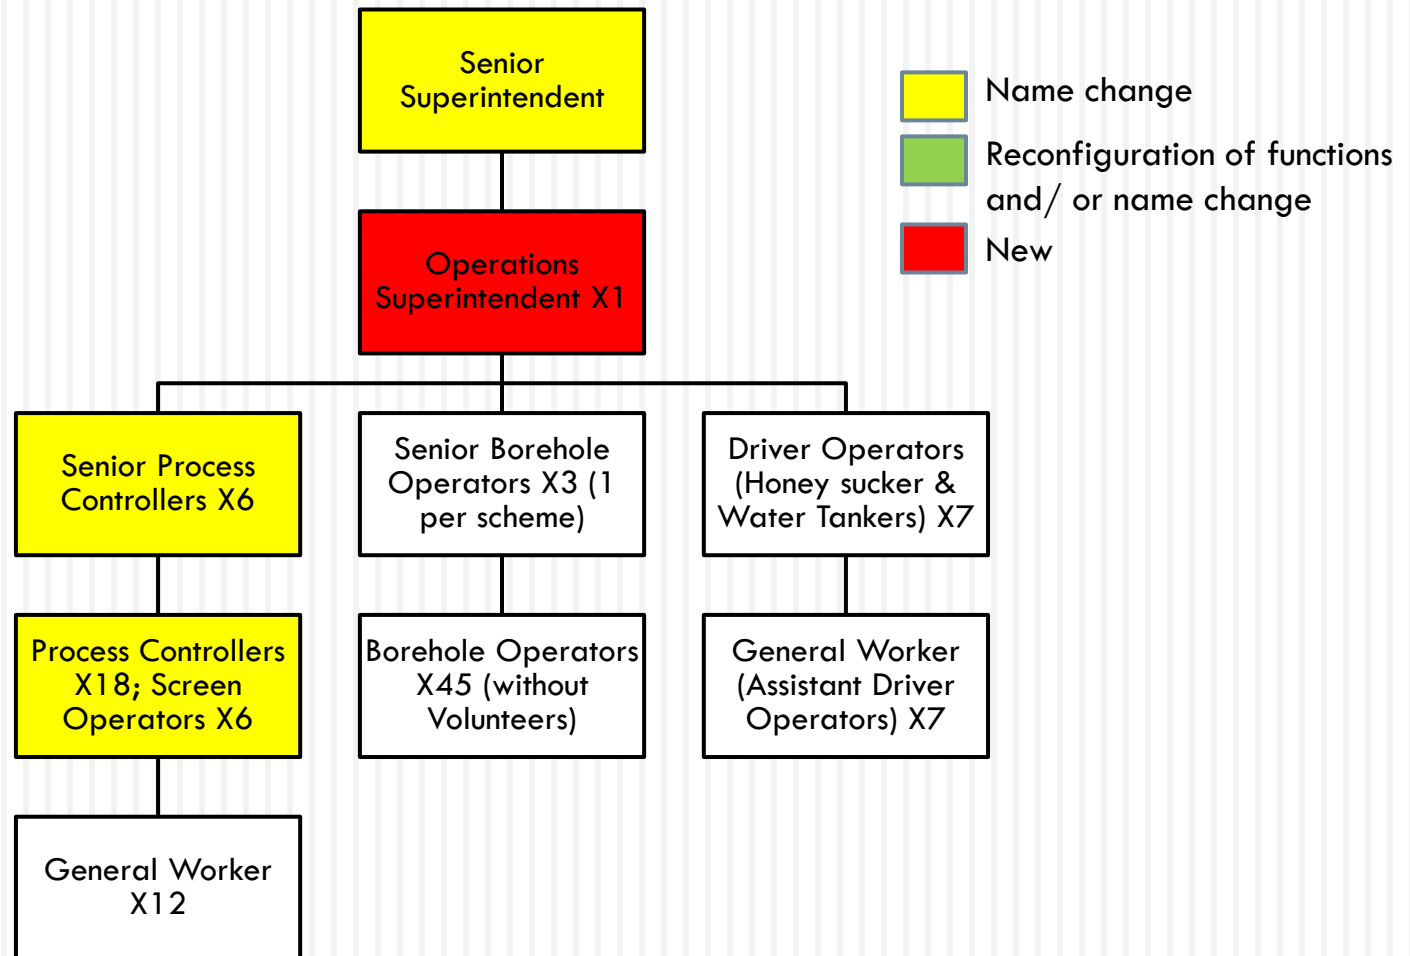 Senior
Superintendent
Name change
Reconfiguration of functions
and/ or name change
New
Operations
Superintendent X1
Senior Process
Controllers X6
Senior Borehole
Operators X3 (1
per scheme)
Driver Operators
(Honey sucker &
Water Tankers) X7
Process Controllers
X18; Screen
Operators X6
Borehole Operators
X45 (without
Volunteers)
General Worker
(Assistant Driver
Operators) X7
General Worker
X12